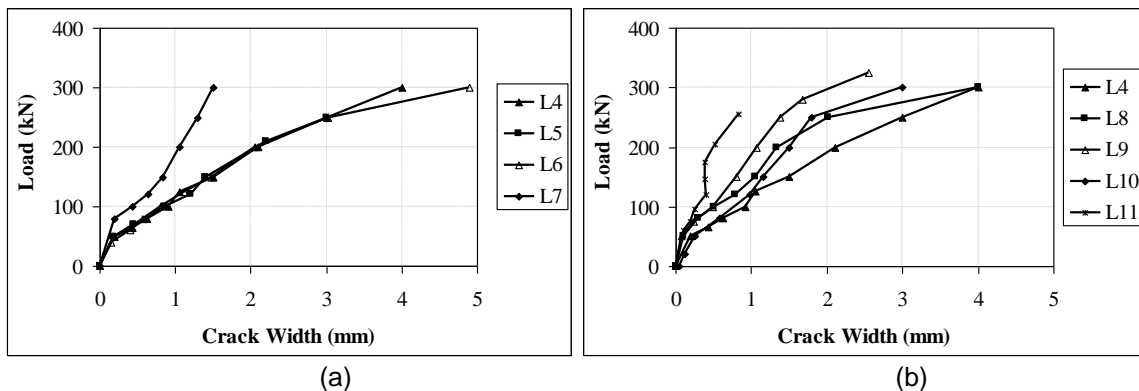 400
300
200
100
0
Load (kN)
0 1 2 3 4 5
Crack Width (mm)
L4
L5
L6
L7
(a)
400
300
200
100
0
Load (kN)
0 1 2 3 4 5
Crack Width (mm)
L4
L8
L9
L10
L11
(b)